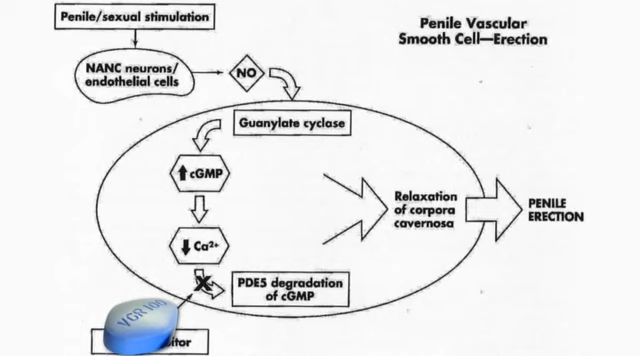 Penile/sexual stimulation
Penile Vascular
Smooth Cell—Erection
NANC neurons/
endothelial cells
NO
Guanylate cyclase
cGMP
Relaxation
of corpora
cavernosa
PENILE
ERECTION
Ca²⁺
PDE5 degradation
of cGMP
VGR 100